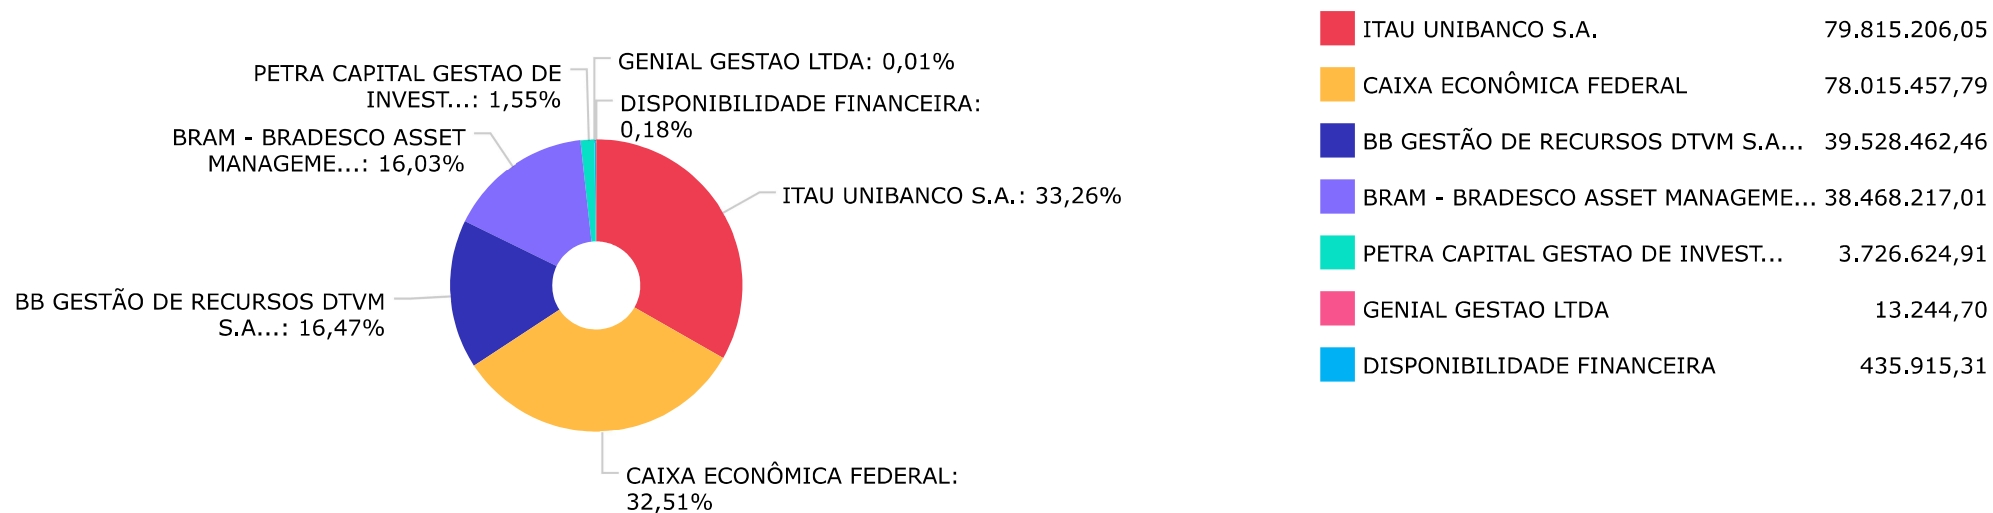 GENIAL GESTAO LTDA: 0,01%
PETRA CAPITAL GESTAO DE
INVEST...: 1,55%
DISPONIBILIDADE FINANCEIRA:
0,18%
BRAM - BRADESCO ASSET
MANAGEME...: 16,03%
ITAU UNIBANCO S.A.: 33,26%
BB GESTÃO DE RECURSOS DTVM
S.A...: 16,47%
CAIXA ECONÔMICA FEDERAL:
32,51%
ITAU UNIBANCO S.A. 79.815.206,05
CAIXA ECONÔMICA FEDERAL 78.015.457,79
BB GESTÃO DE RECURSOS DTVM S.A... 39.528.462,46
BRAM - BRADESCO ASSET MANAGEME... 38.468.217,01
PETRA CAPITAL GESTAO DE INVEST... 3.726.624,91
GENIAL GESTAO LTDA 13.244,70
DISPONIBILIDADE FINANCEIRA 435.915,31